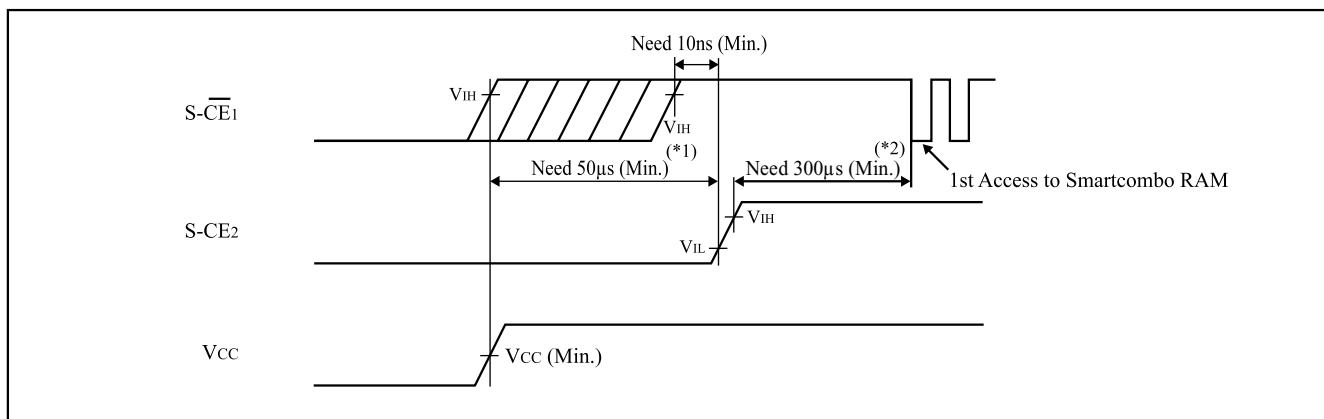 Need 10ns (Min.)
S-C̅E̅1
VIH
VIH
(*1)
(*2)
Need 50μs (Min.)
Need 300μs (Min.)
1st Access to Smartcombo RAM
S-CE2
VIH
VIL
VCC
VCC (Min.)